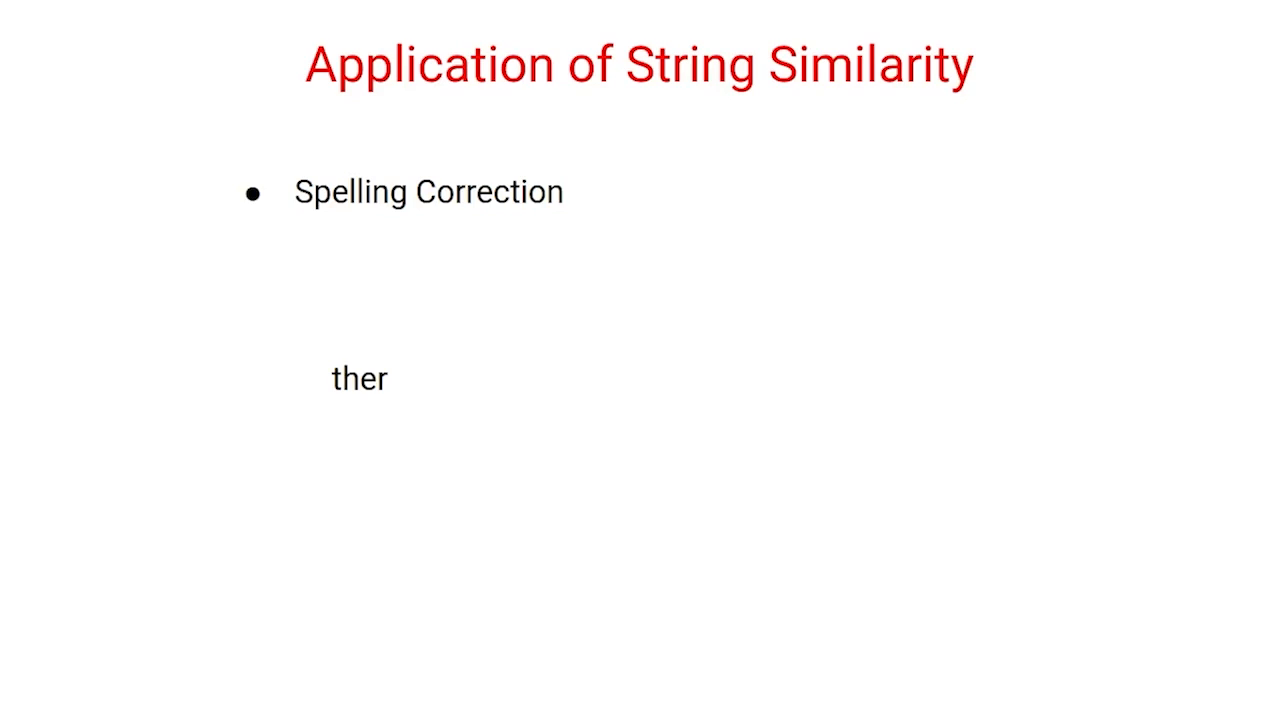 Application of String Similarity
● Spelling Correction
ther